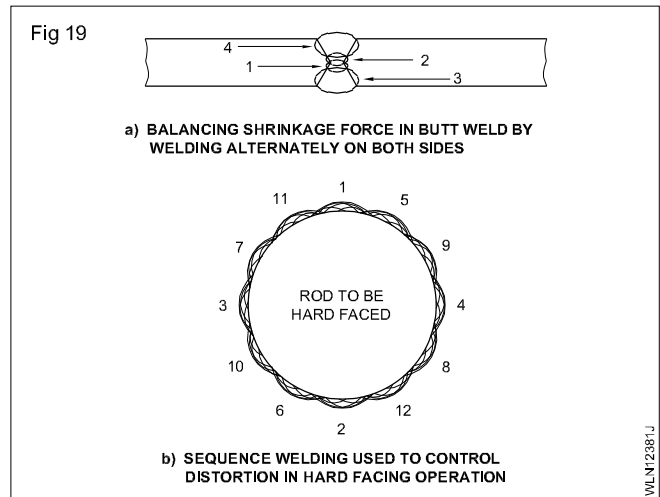 Fig 19
4
1
2
3
a) BALANCING SHRINKAGE FORCE IN BUTT WELD BY
WELDING ALTERNATELY ON BOTH SIDES
1
11
5
7
9
3
ROD TO BE
HARD FACED
4
10
8
6
12
2
b) SEQUENCE WELDING USED TO CONTROL
DISTORTION IN HARD FACING OPERATION
WLN12381J